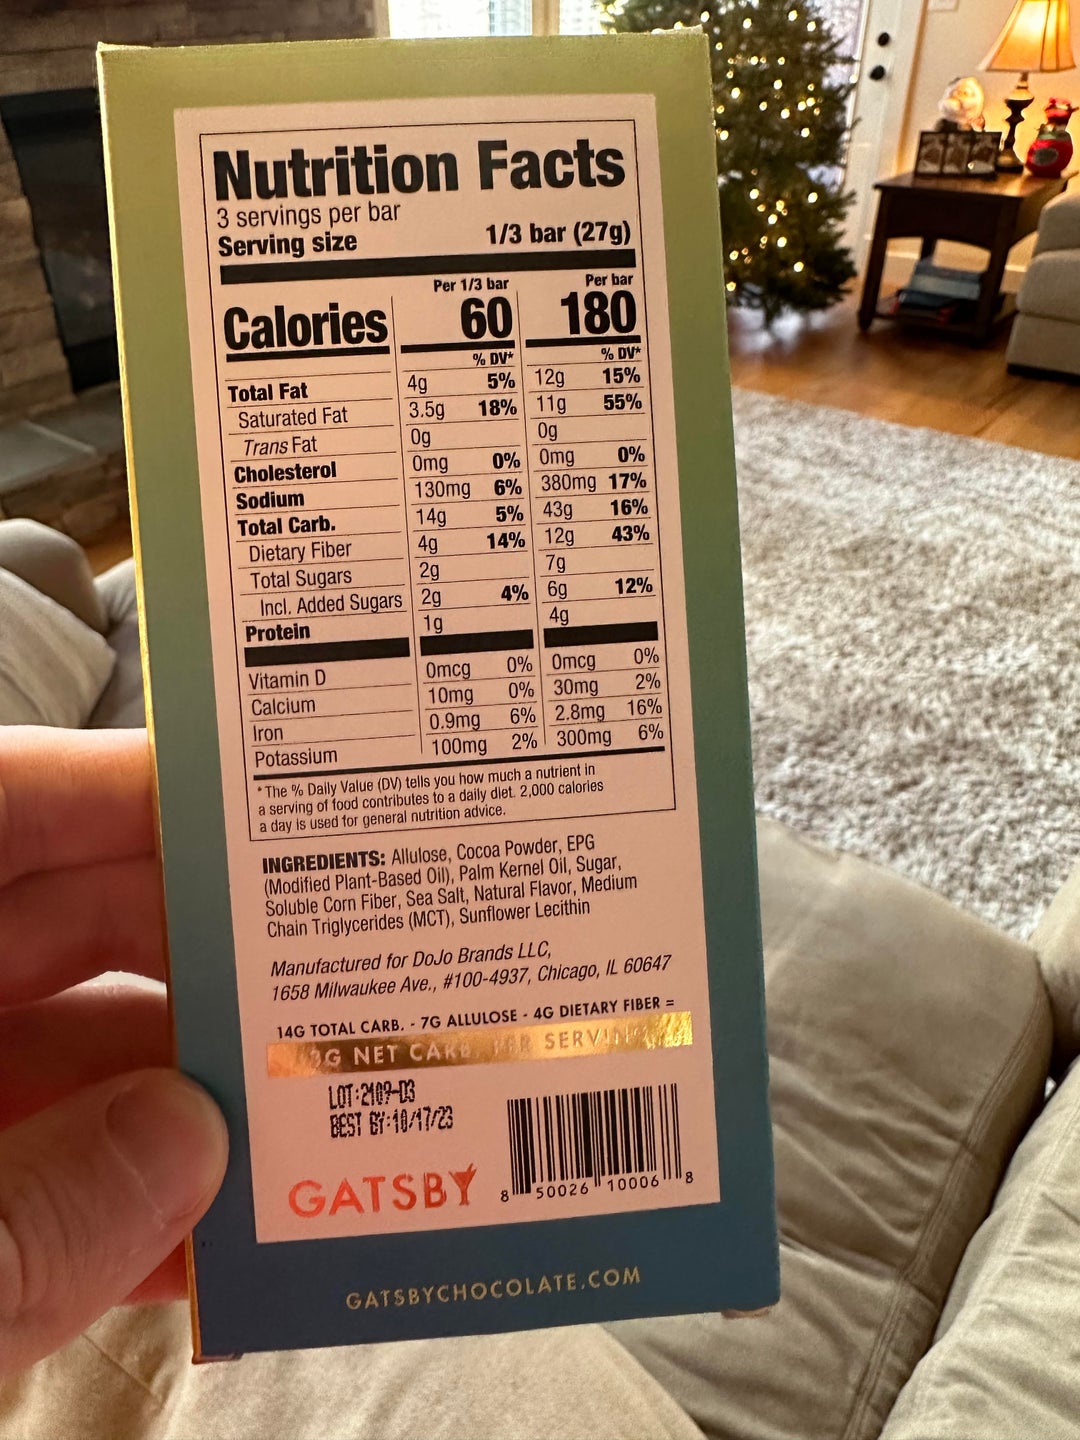 Nutrition Facts
3 servings per bar
Serving size 1/3 bar (27g)
Per 1/3 bar Per bar
Calories 60 180
% DV* % DV*
Total Fat 4g 5% 12g 15%
Saturated Fat 3.5g 18% 11g 55%
Trans Fat 0g 0g
Cholesterol 0mg 0% 0mg 0%
Sodium 130mg 6% 380mg 17%
Total Carb. 14g 5% 43g 16%
Dietary Fiber 4g 14% 12g 43%
Total Sugars 2g 7g
Incl. Added Sugars 2g 4% 6g 12%
Protein 1g 4g
Vitamin D 0mcg 0% 0mcg 0%
Calcium 10mg 0% 30mg 2%
Iron 0.9mg 6% 2.8mg 16%
Potassium 100mg 2% 300mg 6%
*The % Daily Value (DV) tells you how much a nutrient in
a serving of food contributes to a daily diet. 2,000 calories
a day is used for general nutrition advice.
INGREDIENTS: Allulose, Cocoa Powder, EPG
(Modified Plant-Based Oil), Palm Kernel Oil, Sugar,
Soluble Corn Fiber, Sea Salt, Natural Flavor, Medium
Chain Triglycerides (MCT), Sunflower Lecithin
Manufactured for DoJo Brands LLC,
1658 Milwaukee Ave., #100-4937, Chicago, IL 60647
14G TOTAL CARB. - 7G ALLULOSE - 4G DIETARY FIBER =
3G NET CARB PER SERVING
LOT:2109-D3
BEST BY:10/17/23
GATSBY
8 50026 10006 8
GATSBYCHOCOLATE.COM